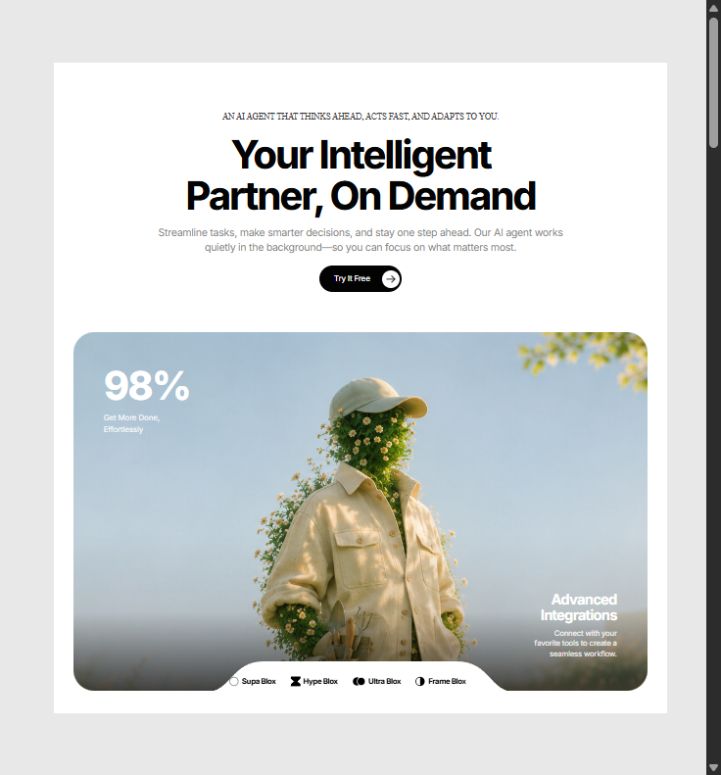 AN AI AGENT THAT THINKS AHEAD, ACTS FAST, AND ADAPTS TO YOU.
Your Intelligent
Partner, On Demand
Streamline tasks, make smarter decisions, and stay one step ahead. Our AI agent works
quietly in the background—so you can focus on what matters most.
Try It Free
98%
Get More Done,
Effortlessly
Advanced
Integrations
Connect with your
favorite tools to create a
seamless workflow.
Supa Blox
Hype Blox
Ultra Blox
Frame Blox